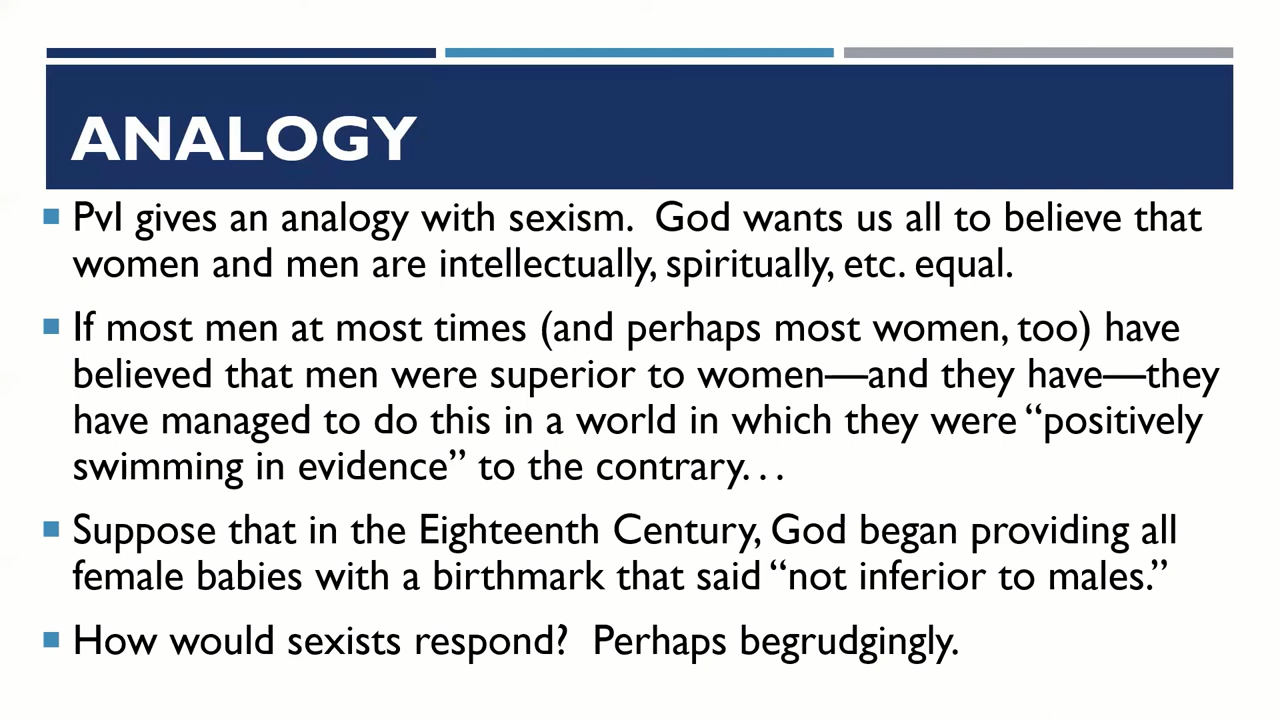 ANALOGY
PvI gives an analogy with sexism.  God wants us all to believe that
women and men are intellectually, spiritually, etc. equal.
If most men at most times (and perhaps most women, too) have
believed that men were superior to women—and they have—they
have managed to do this in a world in which they were “positively
swimming in evidence” to the contrary. . .
Suppose that in the Eighteenth Century, God began providing all
female babies with a birthmark that said “not inferior to males.”
How would sexists respond?  Perhaps begrudgingly.